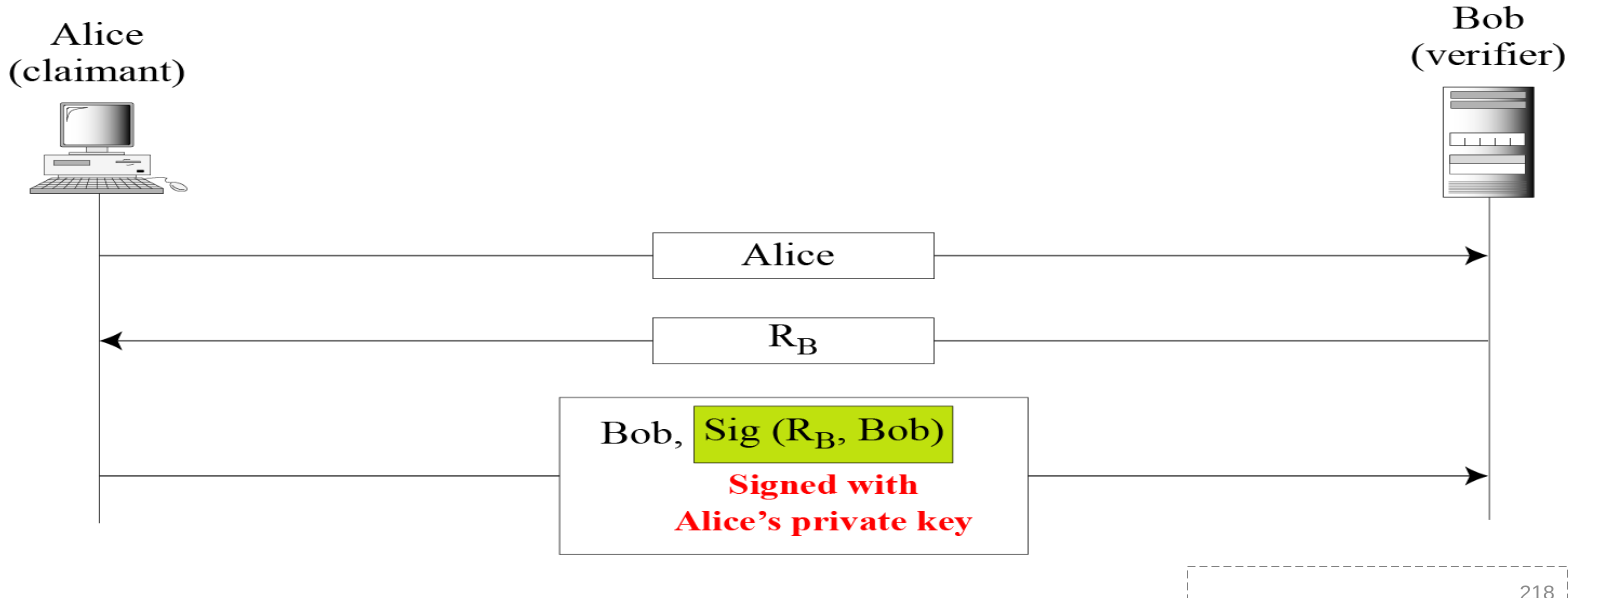 Alice
(claimant)
Bob
(verifier)
Alice
R_B
Bob, Sig (R_B, Bob)
Signed with
Alice’s private key
218